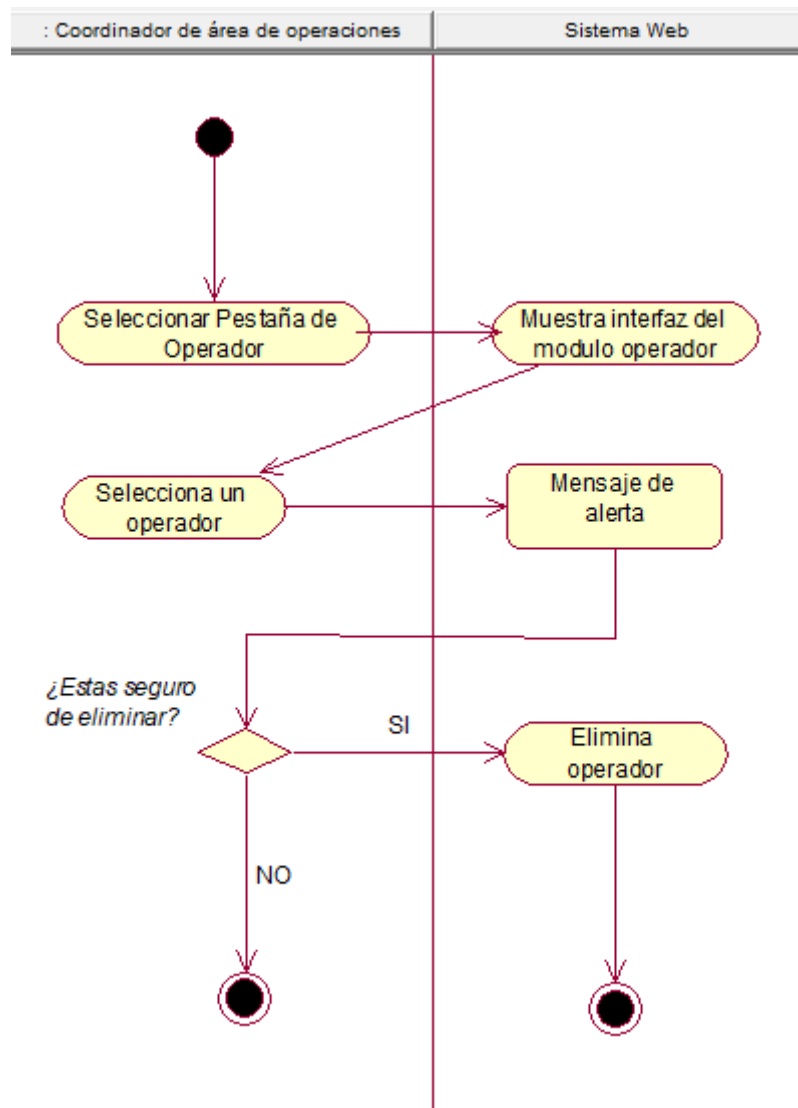 : Coordinador de área de operaciones
Sistema Web
Seleccionar Pestaña de
Operador
Muestra interfaz del
modulo operador
Selecciona un
operador
Mensaje de
alerta
¿Estas seguro
de eliminar?
SI
Elimina
operador
NO